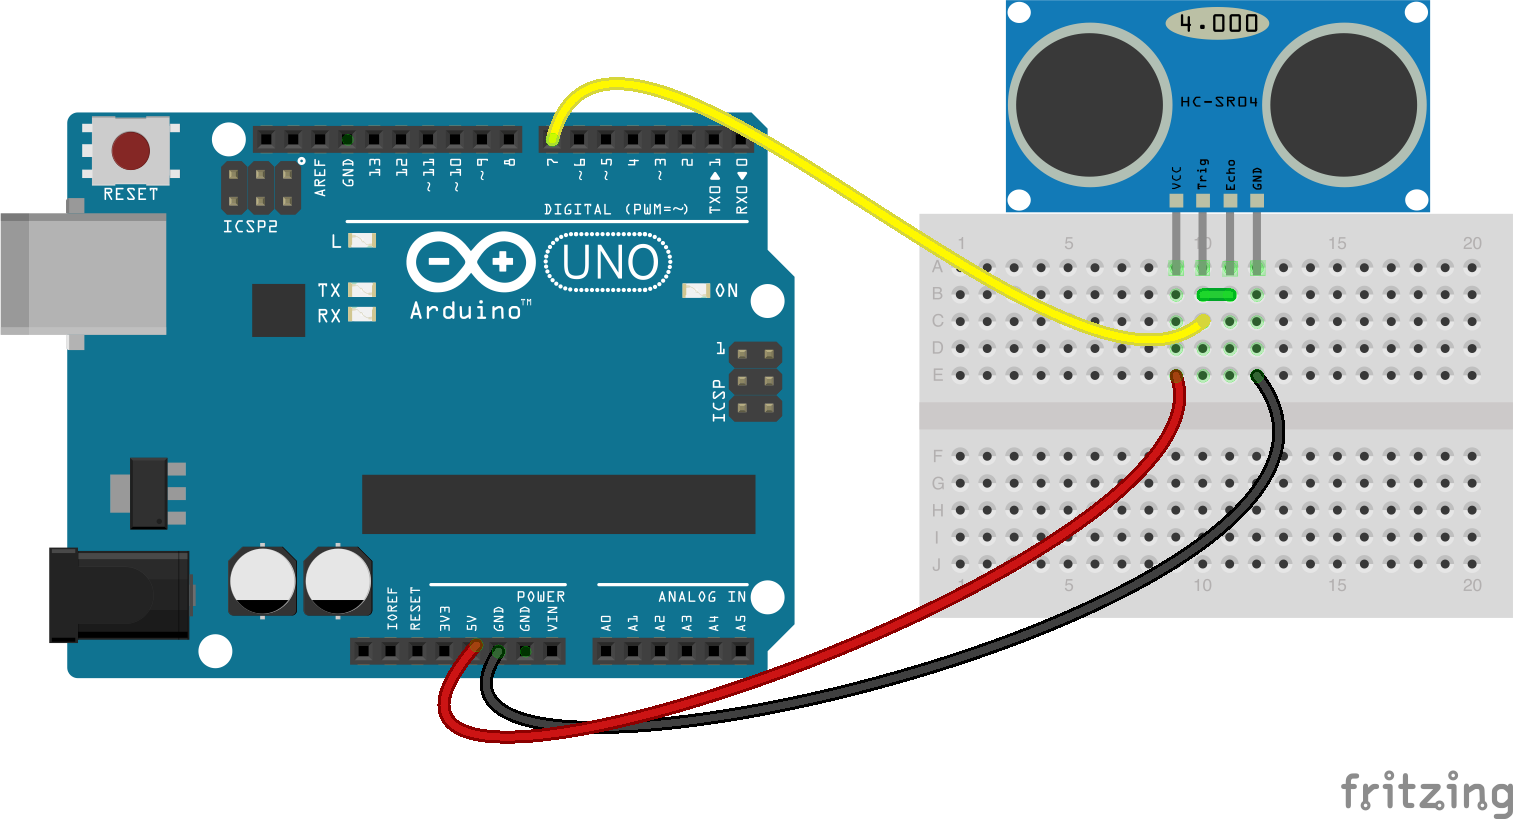 4.000
HC-SR04
VCC
Trig
Echo
GND
RESET
ICSP2
AREF
GND
13
12
~11
~10
~9
8
7
~6
~5
4
~3
2
TX0▶1
RX0◀0
DIGITAL (PWM=~)
L
TX
RX
UNO
Arduino™
ON
1
ICSP
1 5 10 15 20
A
B
C
D
E
F
G
H
I
J
1 5 10 15 20
POWER
ANALOG IN
IOREF
RESET
3V3
5V
GND
GND
VIN
A0
A1
A2
A3
A4
A5
fritzing